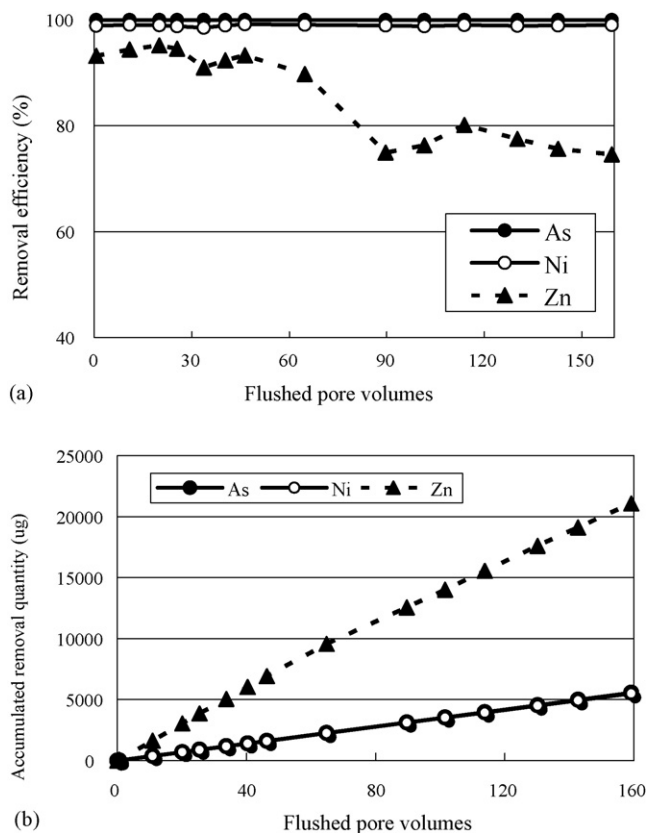 100
80
60
40
Removal efficiency (%)
As
Ni
Zn
0 30 60 90 120 150
Flushed pore volumes
(a)
25000
20000
15000
10000
5000
0
Accumulated removal quantity (ug)
As Ni Zn
0 40 80 120 160
Flushed pore volumes
(b)